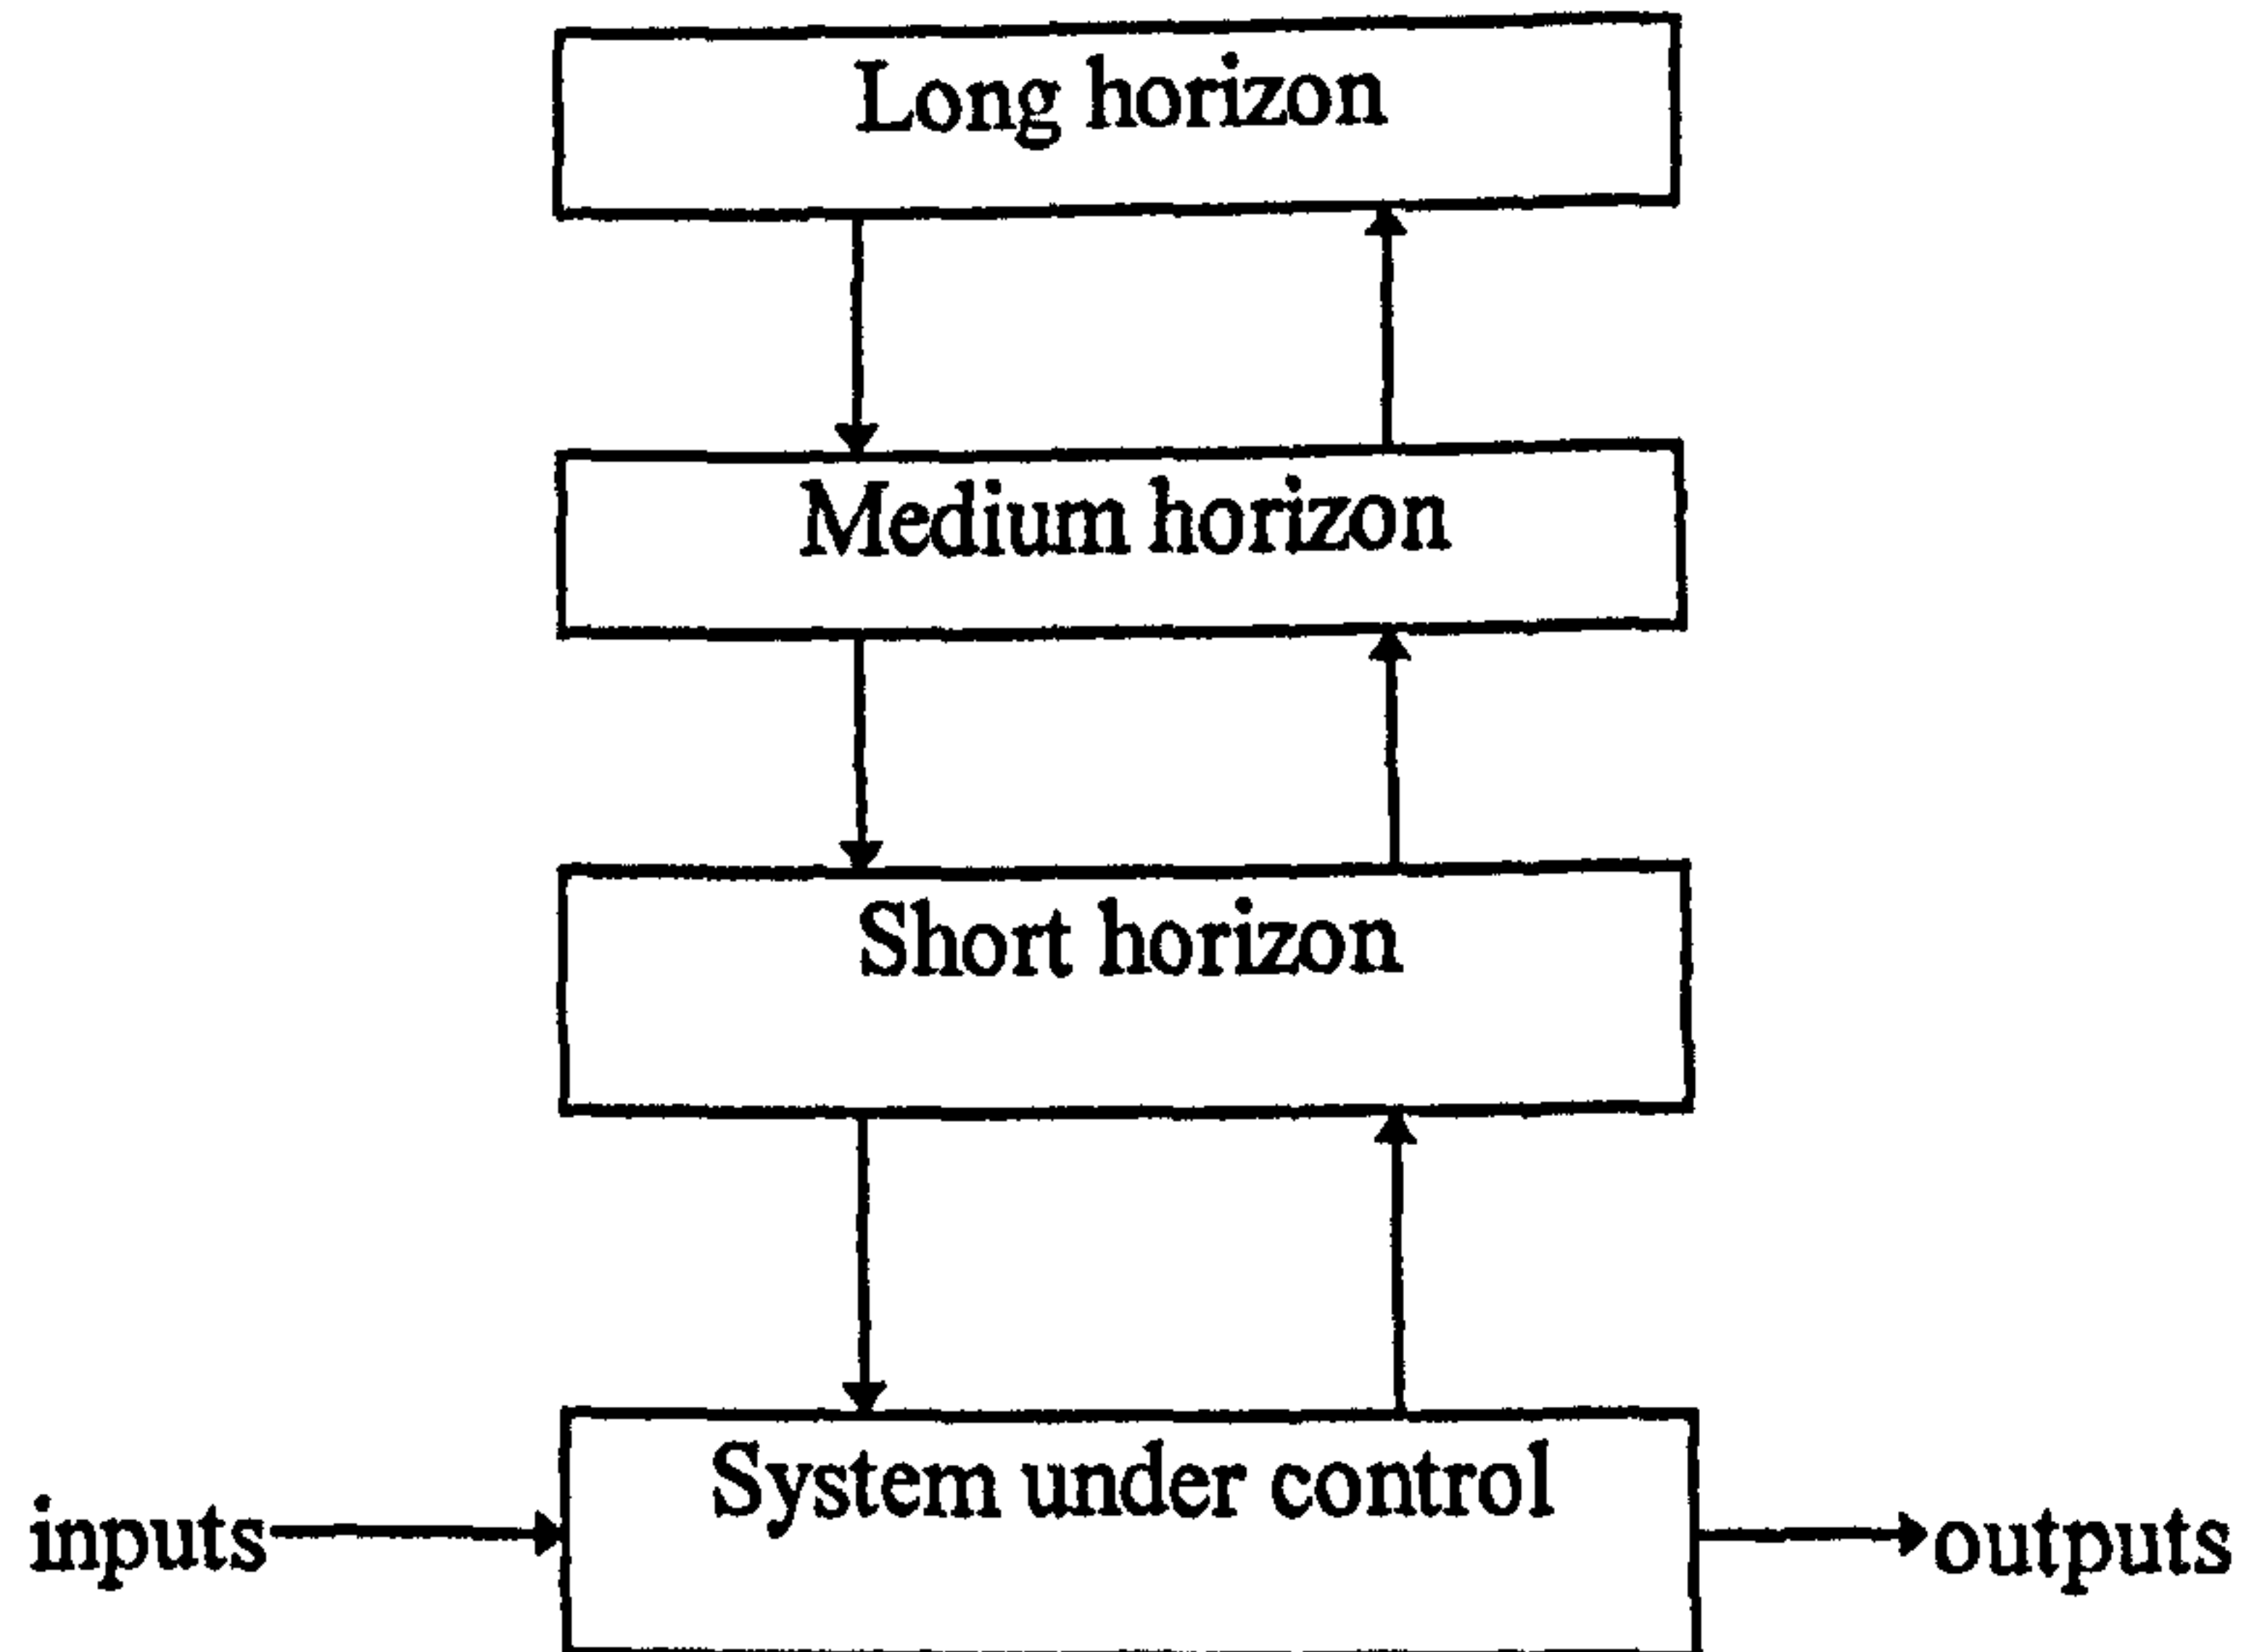 Long horizon
Medium horizon
Short horizon
System under control
inputs
outputs